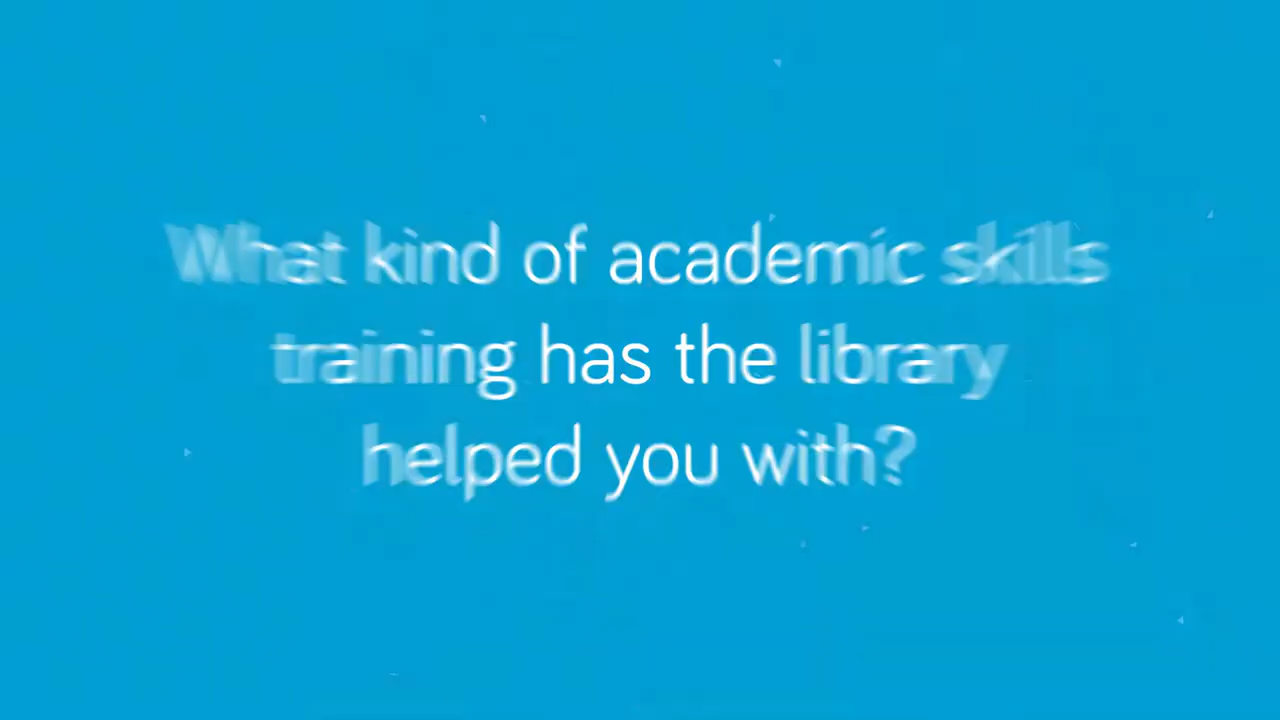 What kind of academic skills
training has the library
helped you with?